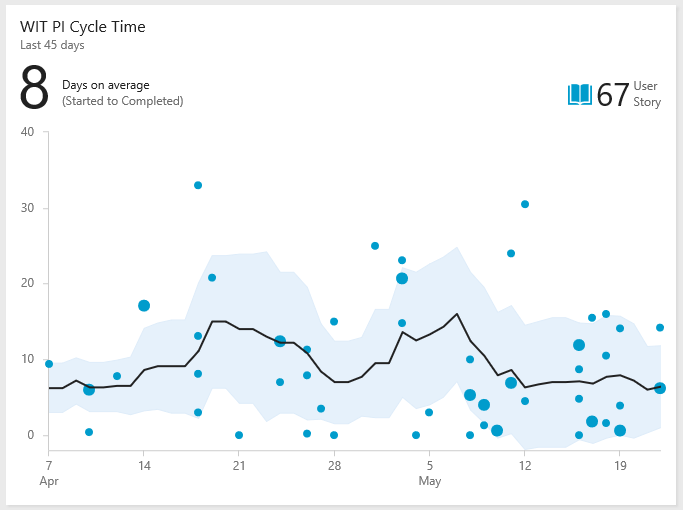 WIT PI Cycle Time
Last 45 days
8
Days on average
(Started to Completed)
67
User
Story
40
30
20
10
0
7 14 21 28 5 12 19
Apr May